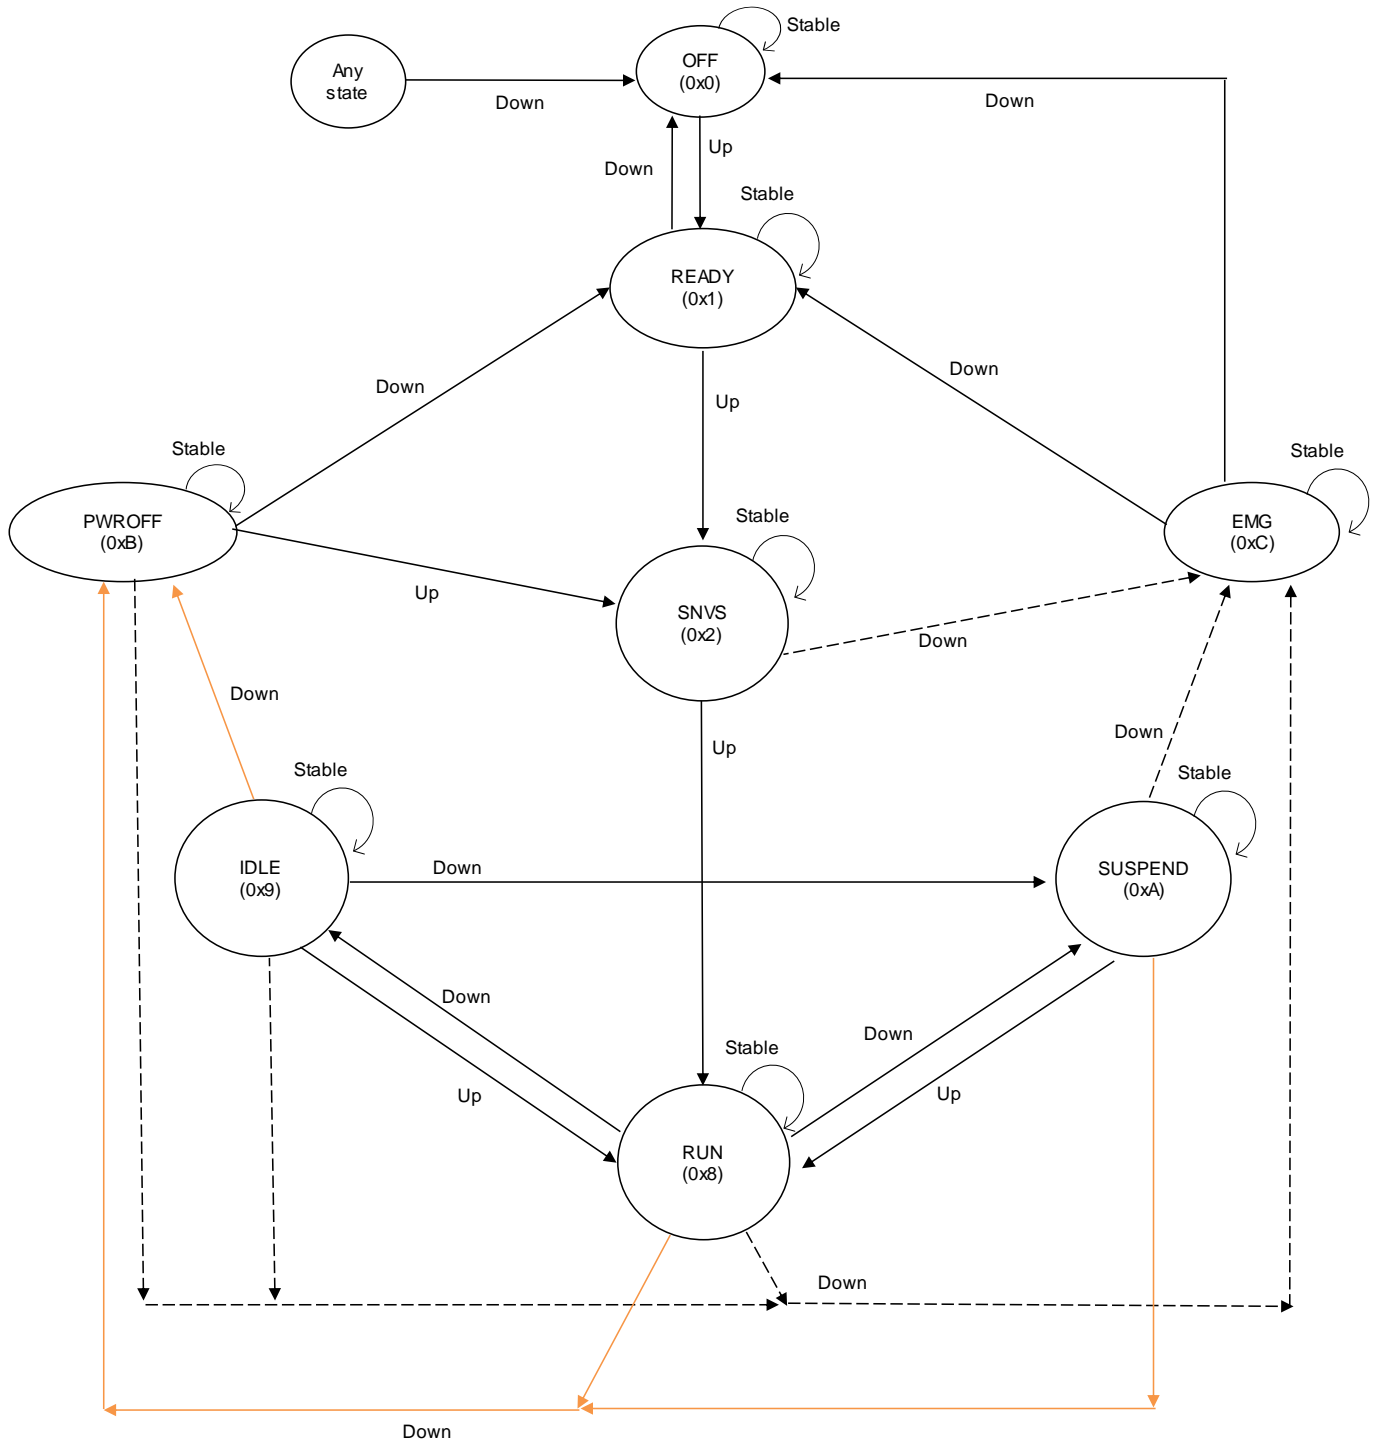 Stable
OFF
(0x0)
Any
state
Down
Down
Up
Down
Stable
READY
(0x1)
Down
Down
Up
Stable
Stable
PWROFF
(0xB)
Stable
EMG
(0xC)
Up
SNVS
(0x2)
Down
Down
Up
Down
Stable
Stable
IDLE
(0x9)
Down
SUSPEND
(0xA)
Down
Down
Stable
Up
Up
RUN
(0x8)
Down
Down